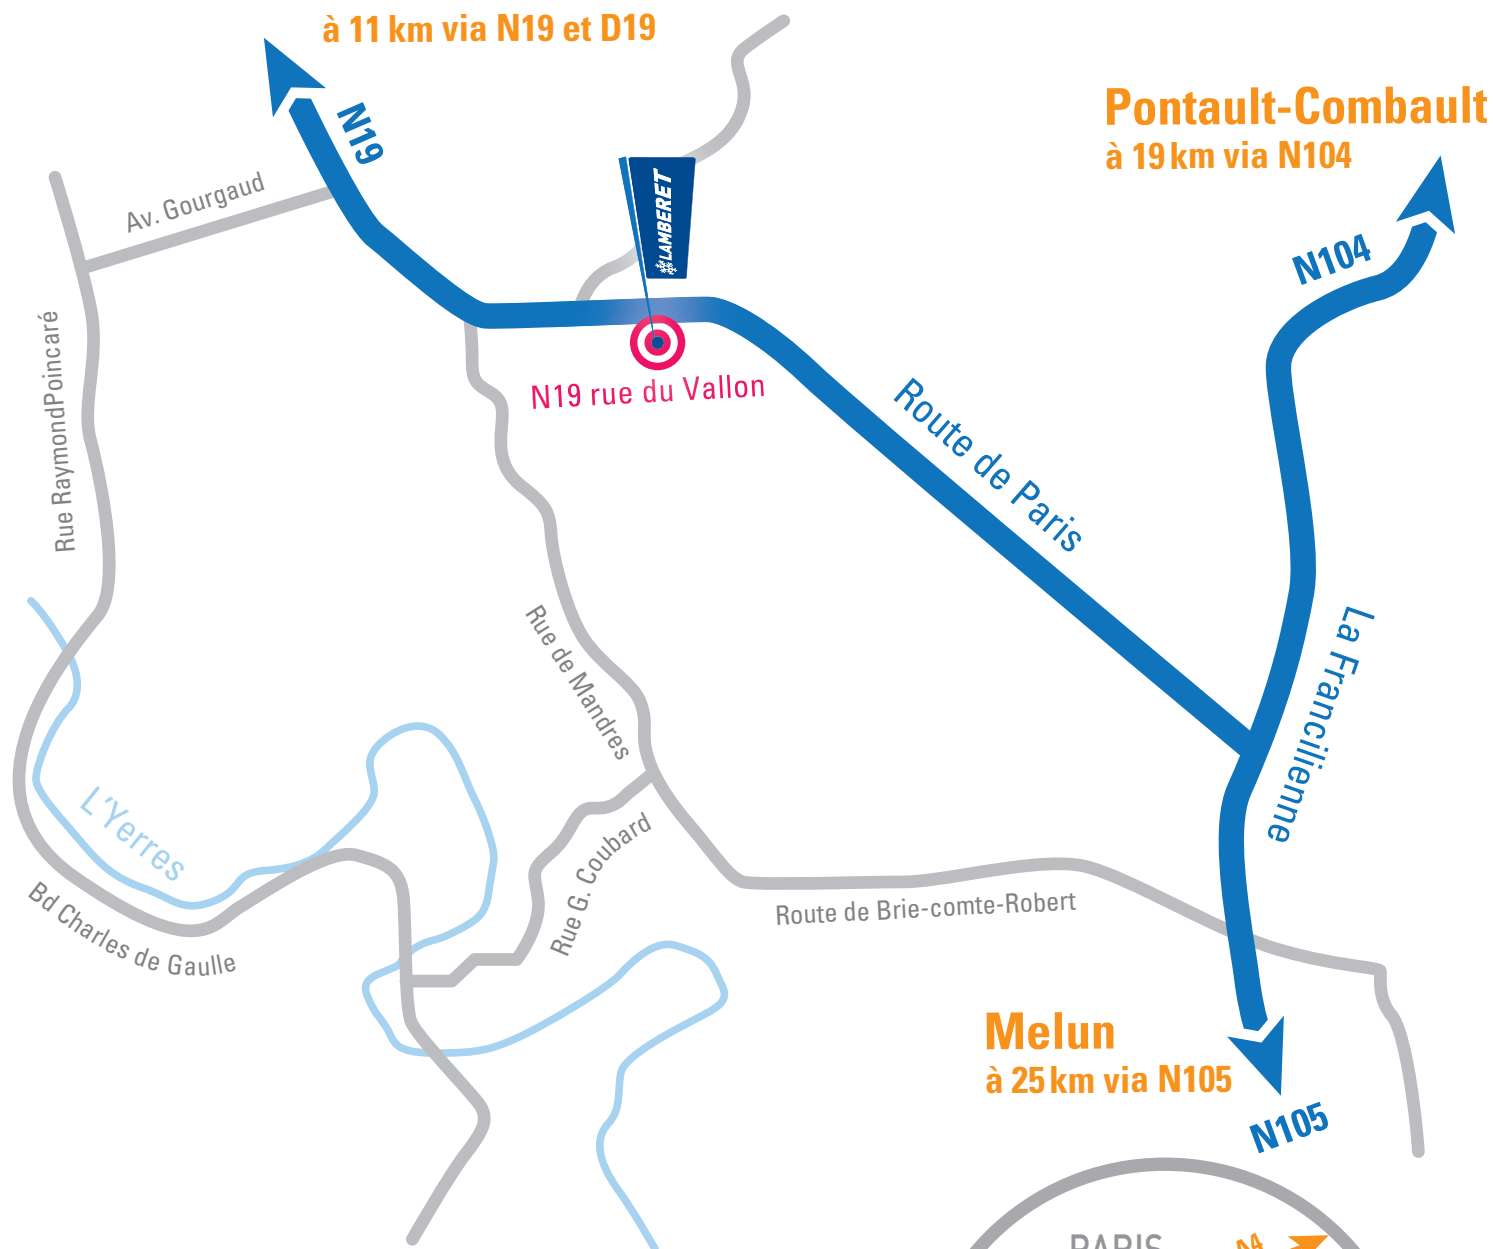 à 11 km via N19 et D19
N19
Pontault-Combault
à 19 km via N104
N104
Av. Gourgaud
LAMBERET
N19 rue du Vallon
Rue RaymondPoincaré
Route de Paris
La Francilienne
Rue de Mandres
L'Yerres
Rue G. Coubard
Bd Charles de Gaulle
Route de Brie-comte-Robert
Melun
à 25 km via N105
N105
PARIS
A4